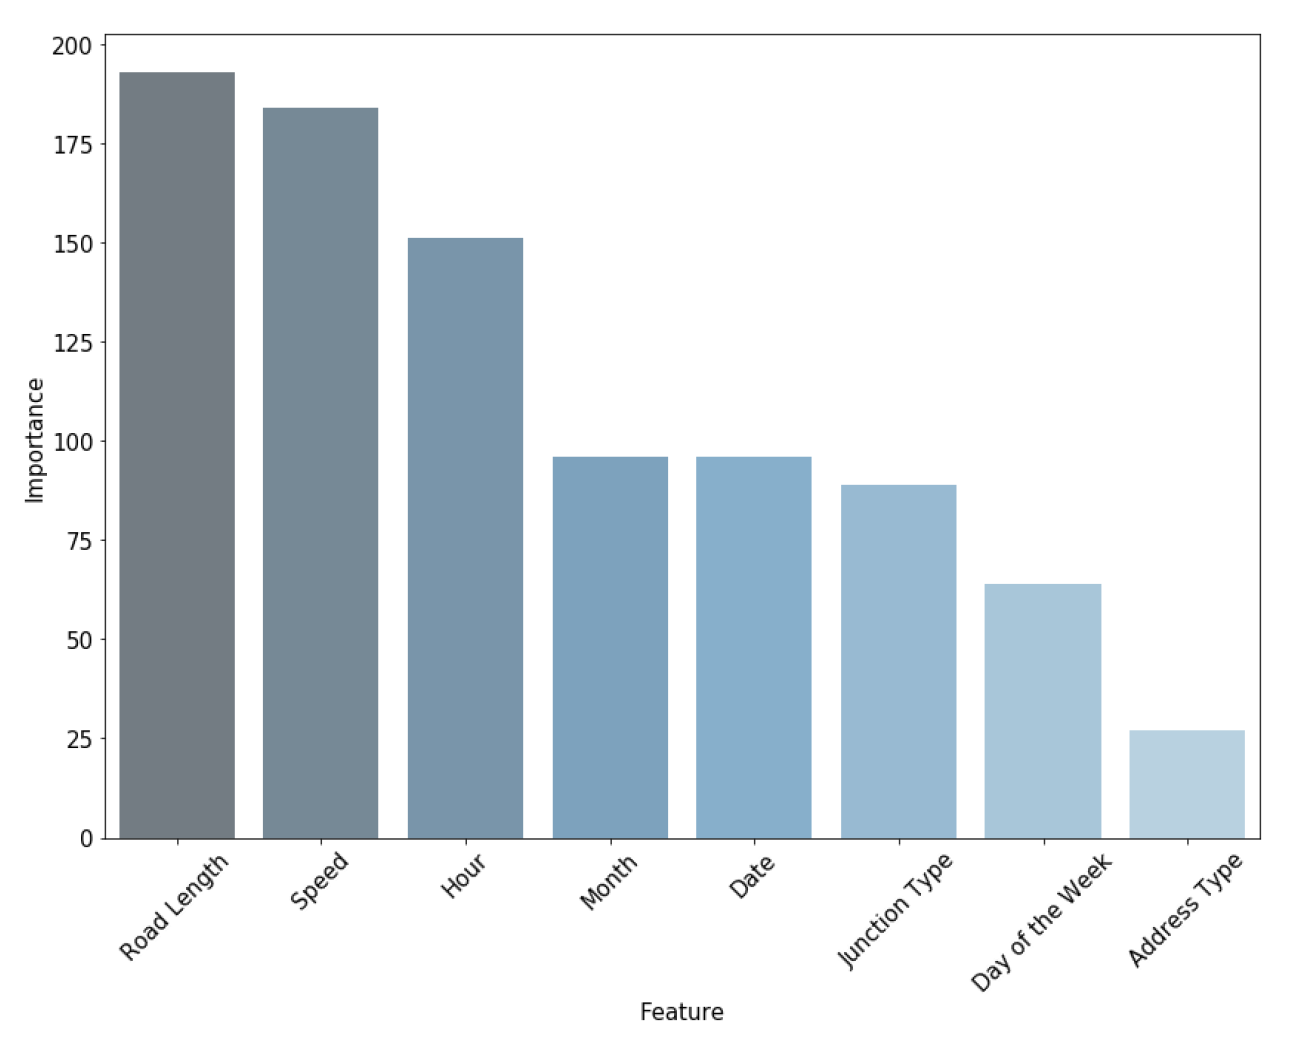 200
175
150
125
100
75
50
25
0
Importance
Road Length
Speed
Hour
Month
Date
Junction Type
Day of the Week
Address Type
Feature